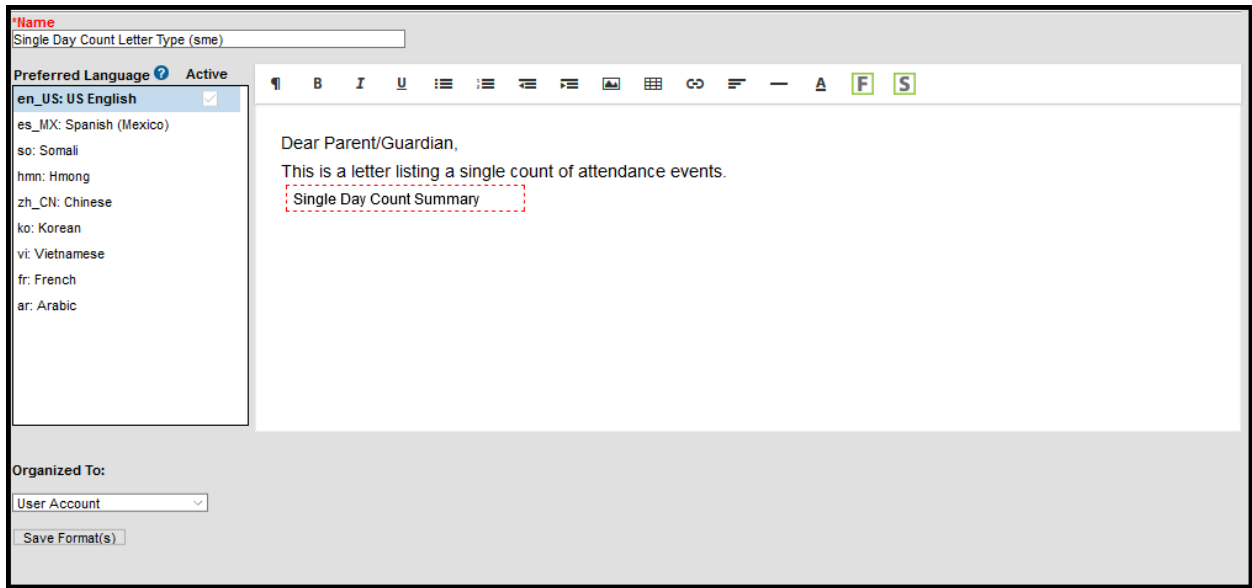 *Name
Single Day Count Letter Type (sme)
Preferred Language ? Active
en_US: US English
es_MX: Spanish (Mexico)
so: Somali
hmn: Hmong
zh_CN: Chinese
ko: Korean
vi: Vietnamese
fr: French
ar: Arabic
¶ B I U A F S
Dear Parent/Guardian,
This is a letter listing a single count of attendance events.
Single Day Count Summary
Organized To:
User Account
Save Format(s)